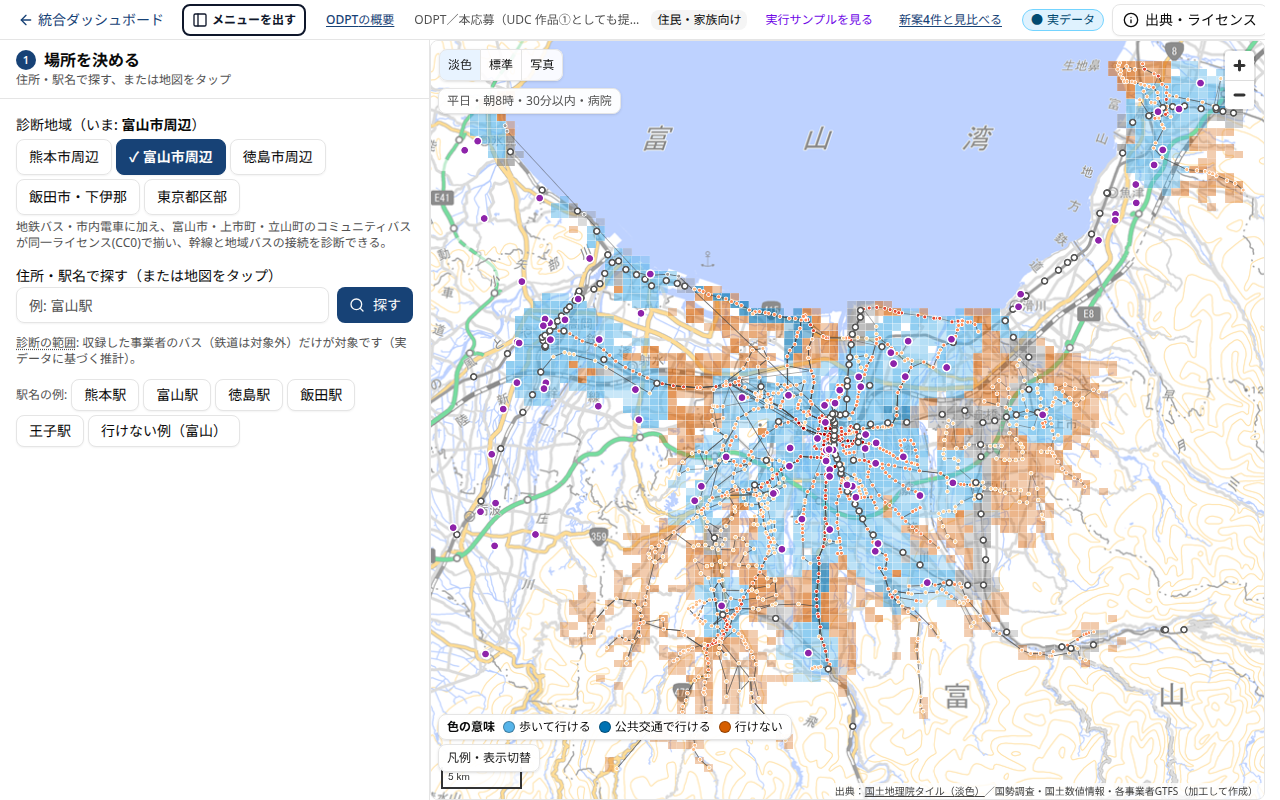 統合ダッシュボード
メニューを出す
ODPTの概要
ODPT／本応募（UDC 作品①としても提...
住民・家族向け
実行サンプルを見る
新案4件と見比べる
実データ
出典・ライセンス
1 場所を決める
住所・駅名で探す、または地図をタップ
診断地域（いま: 富山市周辺）
熊本市周辺
✓ 富山市周辺
徳島市周辺
飯田市・下伊那
東京都区部
地鉄バス・市内電車に加え、富山市・上市町・立山町のコミュニティバス
が同一ライセンス(CC0)で揃い、幹線と地域バスの接続を診断できる。
住所・駅名で探す（または地図をタップ）
例: 富山駅
探す
診断の範囲: 収録した事業者のバス（鉄道は対象外）だけが対象です（実
データに基づく推計）。
駅名の例:
熊本駅
富山駅
徳島駅
飯田駅
王子駅
行けない例（富山）
淡色
標準
写真
平日・朝8時・30分以内・病院
+
−
生地鼻
8
富
山
湾
富
山
地
方
鉄
道
魚津
滑川
E41
E8
359
富
山
色の意味
歩いて行ける
公共交通で行ける
行けない
凡例・表示切替
5 km
出典：国土地理院タイル（淡色）／国勢調査・国土数値情報・各事業者GTFS（加工して作成）